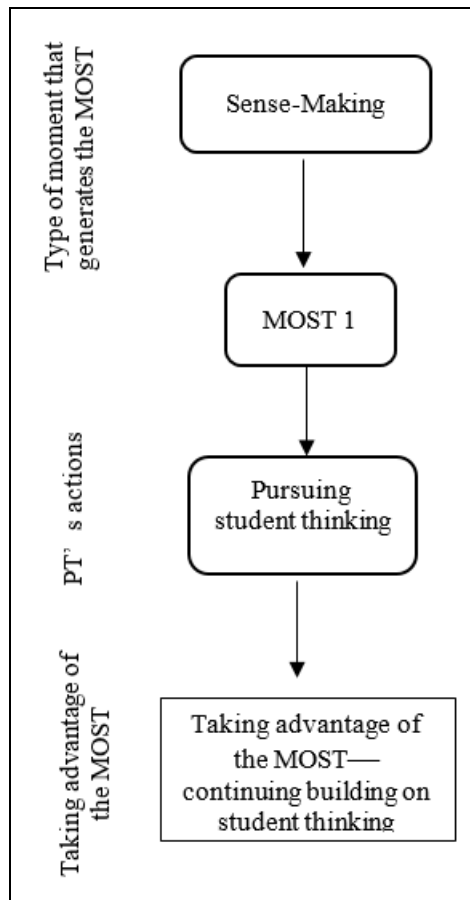 Type of moment that
generates the MOST
Sense-Making
MOST 1
PT’ s actions
Pursuing
student thinking
Taking advantage of
the MOST
Taking advantage of
the MOST—
continuing building on
student thinking